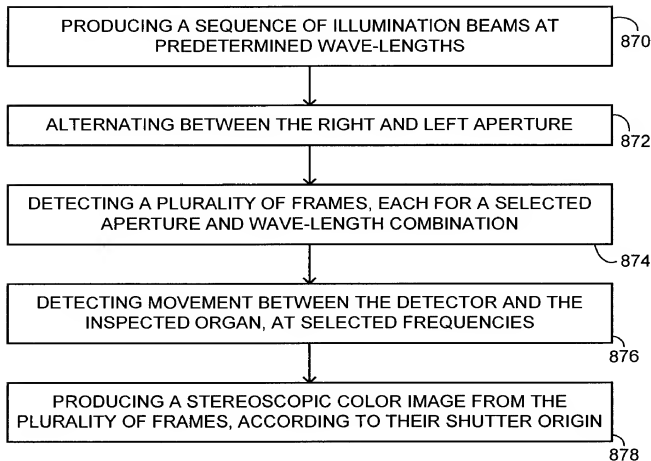 PRODUCING A SEQUENCE OF ILLUMINATION BEAMS AT
PREDETERMINED WAVE-LENGTHS
870
ALTERNATING BETWEEN THE RIGHT AND LEFT APERTURE
872
DETECTING A PLURALITY OF FRAMES, EACH FOR A SELECTED
APERTURE AND WAVE-LENGTH COMBINATION
874
DETECTING MOVEMENT BETWEEN THE DETECTOR AND THE
INSPECTED ORGAN, AT SELECTED FREQUENCIES
876
PRODUCING A STEREOSCOPIC COLOR IMAGE FROM THE
PLURALITY OF FRAMES, ACCORDING TO THEIR SHUTTER ORIGIN
878